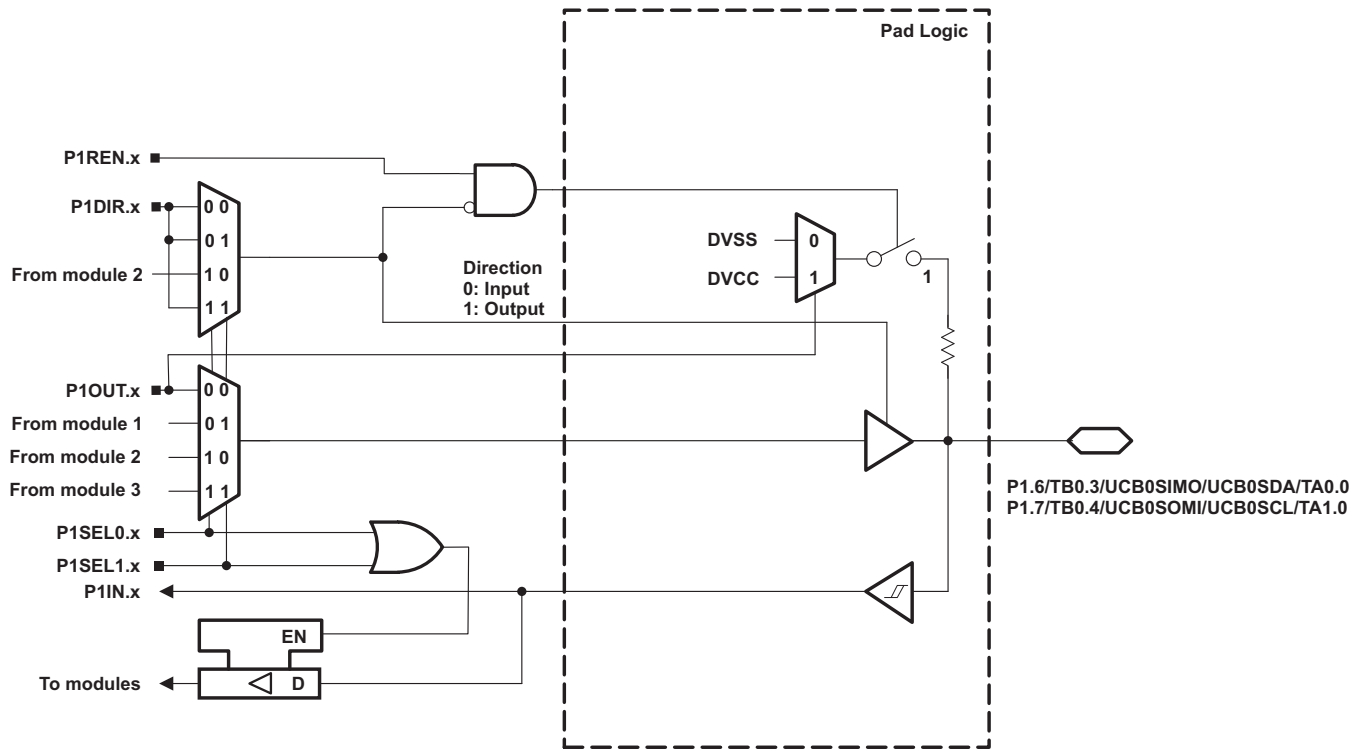 Pad Logic
P1REN.x
P1DIR.x
0 0
0 1
From module 2
1 0
1 1
Direction
0: Input
1: Output
DVSS
0
DVCC
1
1
P1OUT.x
0 0
From module 1
0 1
From module 2
1 0
From module 3
1 1
P1.6/TB0.3/UCB0SIMO/UCB0SDA/TA0.0
P1.7/TB0.4/UCB0SOMI/UCB0SCL/TA1.0
P1SEL0.x
P1SEL1.x
P1IN.x
EN
To modules
D